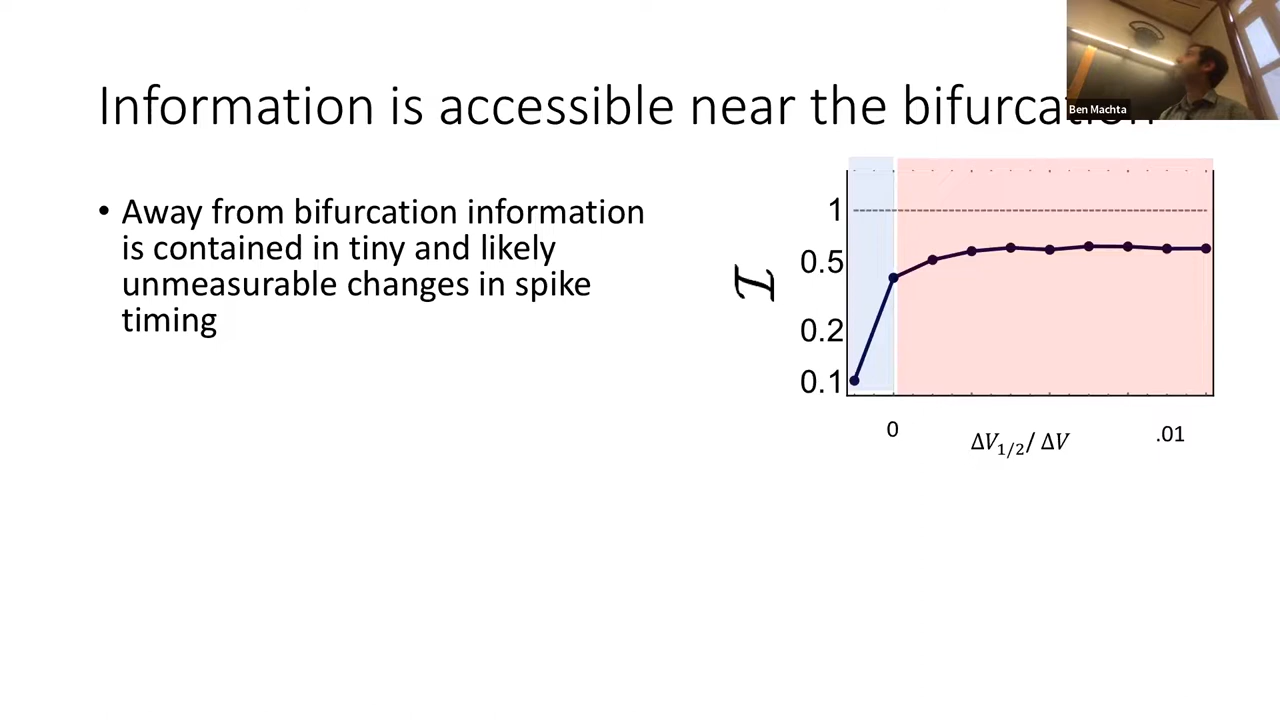 Information is accessible near the bifurcation
Ben Machta
• Away from bifurcation information
is contained in tiny and likely
unmeasurable changes in spike
timing
1
0.5
0.2
0.1
ℐ
0
.01
Δ𝑉1/2/ Δ𝑉